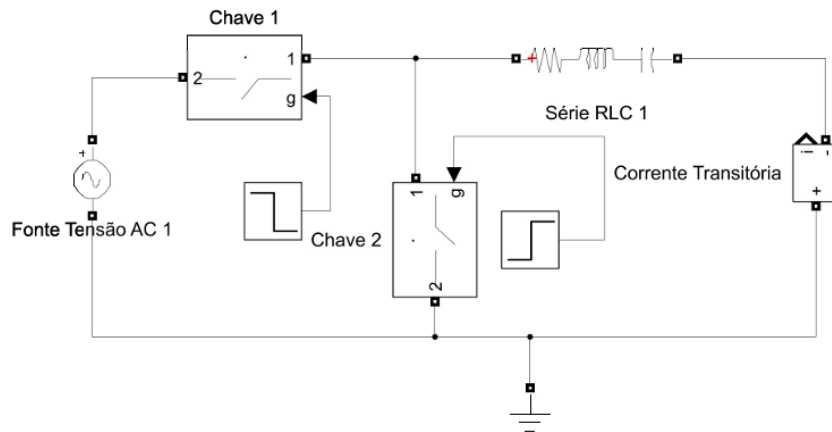 Chave 1
2
1
g
+
Série RLC 1
+
Fonte Tensão AC 1
1
g
Chave 2
2
Corrente Transitória
i
-
+